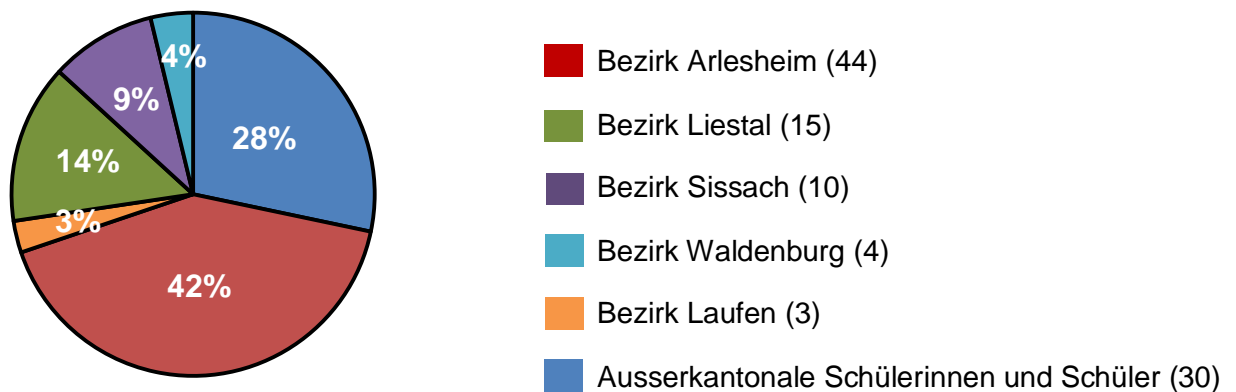 4%
9%
28%
14%
3%
42%
Bezirk Arlesheim (44)
Bezirk Liestal (15)
Bezirk Sissach (10)
Bezirk Waldenburg (4)
Bezirk Laufen (3)
Ausserkantonale Schülerinnen und Schüler (30)